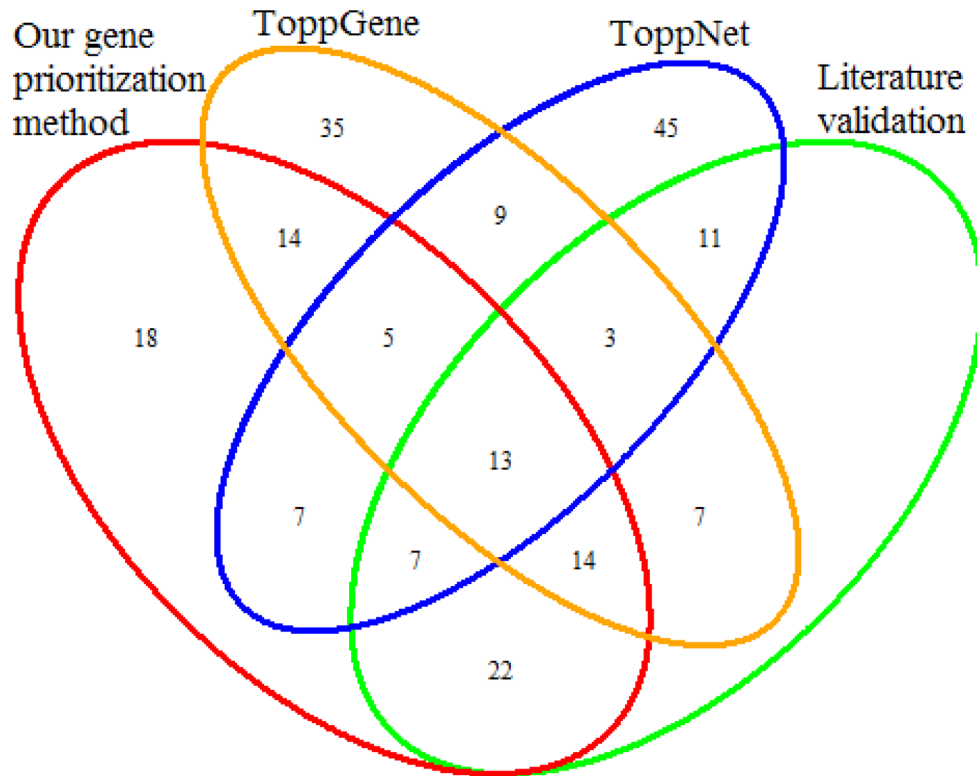 Our gene
prioritization
method
ToppGene
ToppNet
Literature
validation
35
45
9
14
11
18
5
3
13
7
7
7
14
22